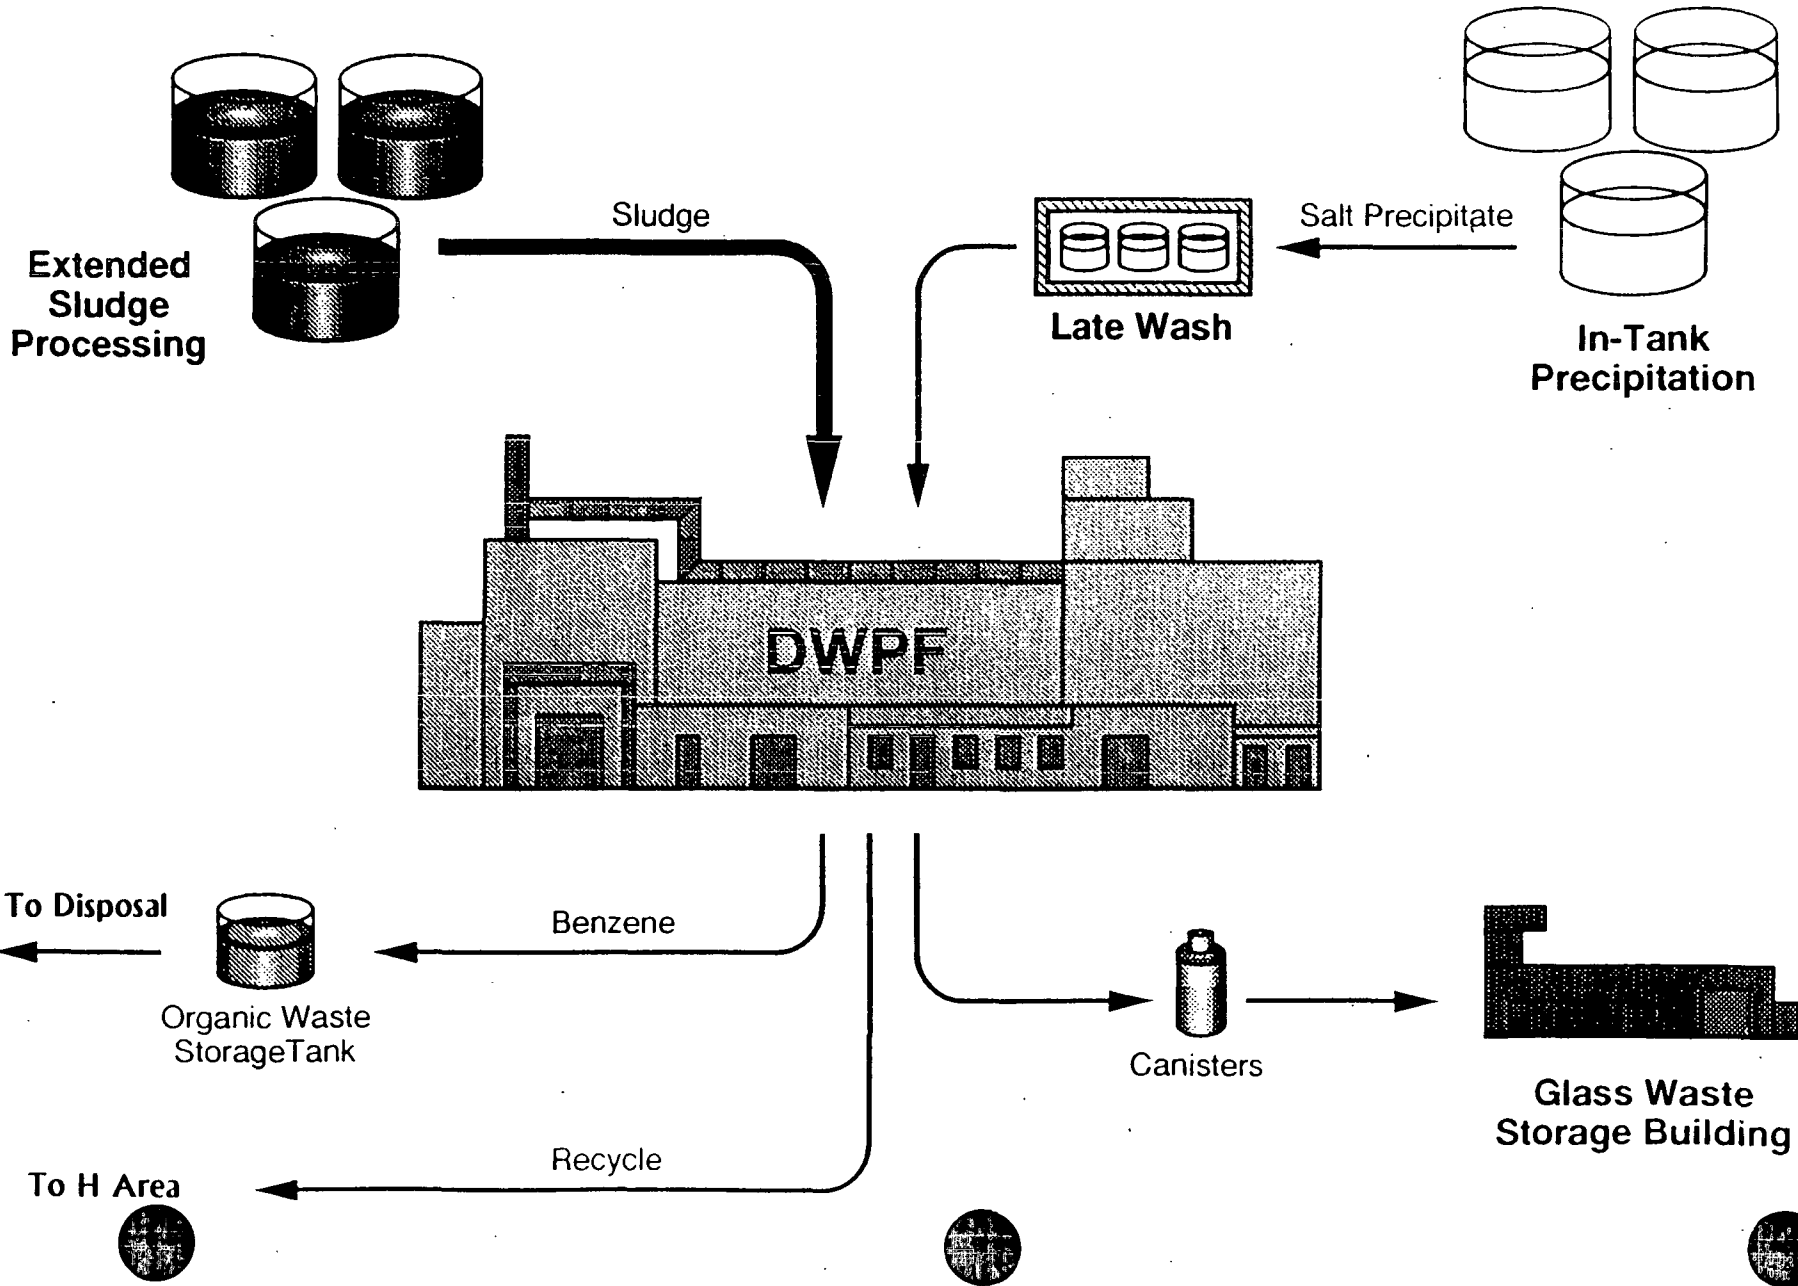 Sludge
Salt Precipitate
Extended
Sludge
Processing
Late Wash
In-Tank
Precipitation
DWPF
To Disposal
Benzene
Organic Waste
StorageTank
Canisters
Glass Waste
Storage Building
Recycle
To H Area